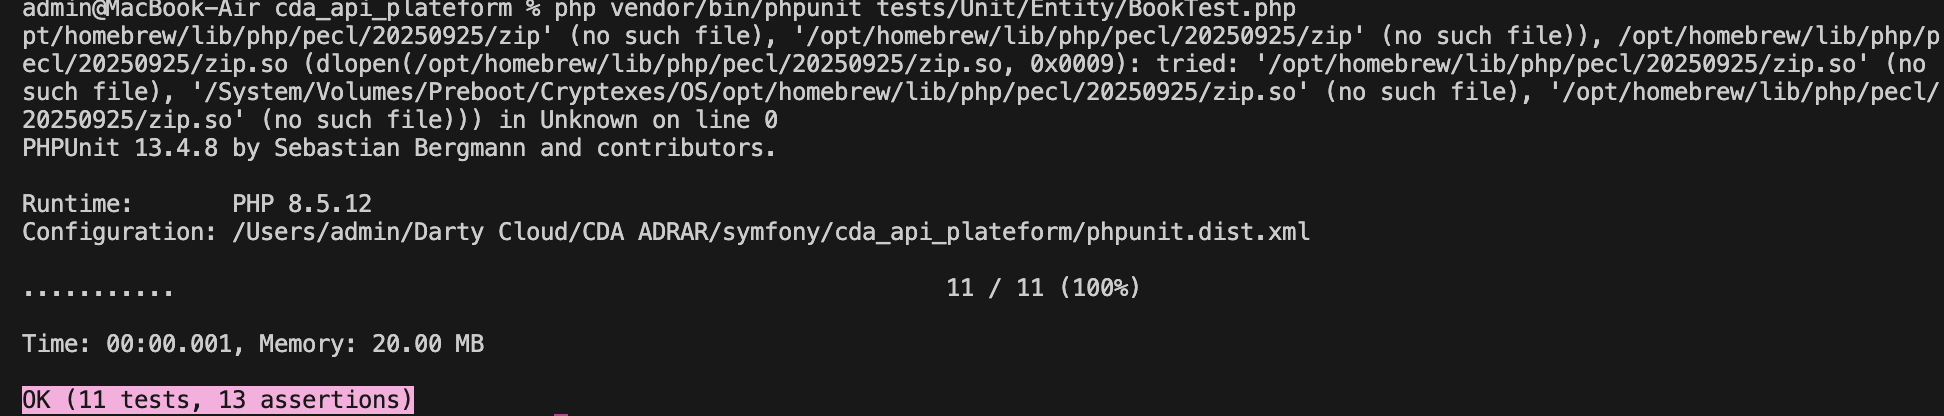 admin@MacBook-Air cda_api_plateform % php vendor/bin/phpunit tests/Unit/Entity/BookTest.php
pt/homebrew/lib/php/pecl/20250925/zip' (no such file), '/opt/homebrew/lib/php/pecl/20250925/zip' (no such file)), /opt/homebrew/lib/php/p
ecl/20250925/zip.so (dlopen(/opt/homebrew/lib/php/pecl/20250925/zip.so, 0x0009): tried: '/opt/homebrew/lib/php/pecl/20250925/zip.so' (no
such file), '/System/Volumes/Preboot/Cryptexes/OS/opt/homebrew/lib/php/pecl/20250925/zip.so' (no such file), '/opt/homebrew/lib/php/pecl/
20250925/zip.so' (no such file))) in Unknown on line 0
PHPUnit 13.4.8 by Sebastian Bergmann and contributors.
Runtime:       PHP 8.5.12
Configuration: /Users/admin/Darty Cloud/CDA ADRAR/symfony/cda_api_plateform/phpunit.dist.xml
...........                                                       11 / 11 (100%)
Time: 00:00.001, Memory: 20.00 MB
OK (11 tests, 13 assertions)